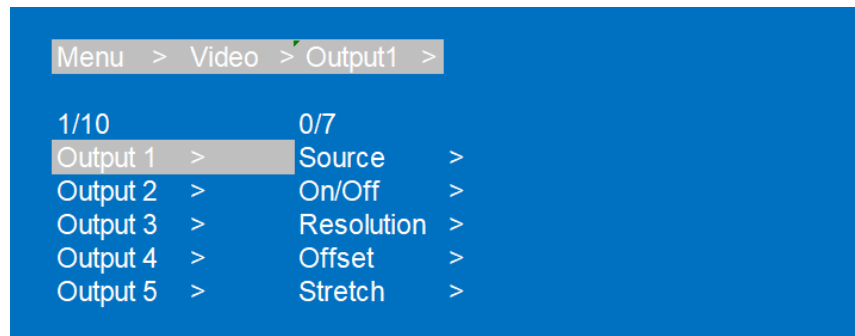 Menu > Video > Output1 >
1/10 0/7
Output 1 > Source >
Output 2 > On/Off >
Output 3 > Resolution >
Output 4 > Offset >
Output 5 > Stretch >